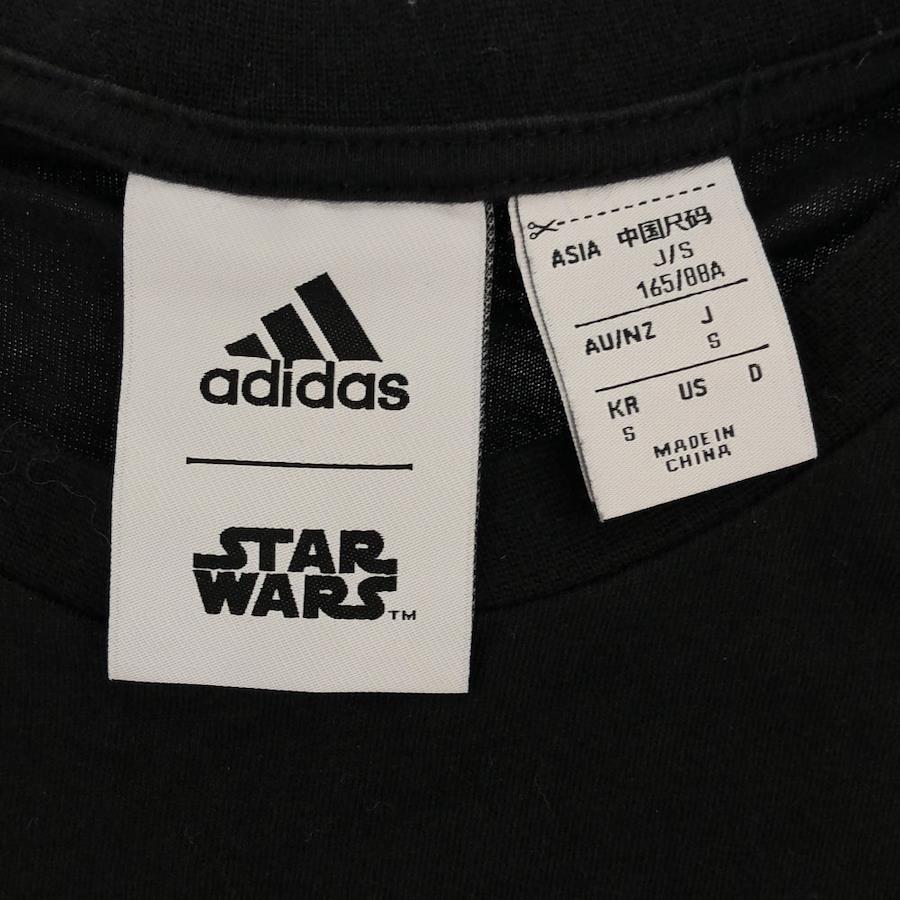 adidas
STAR
WARS™
ASIA 中国尺码
J/S
165/88A
AU/NZ J
S
KR US D
S
MADE IN
CHINA